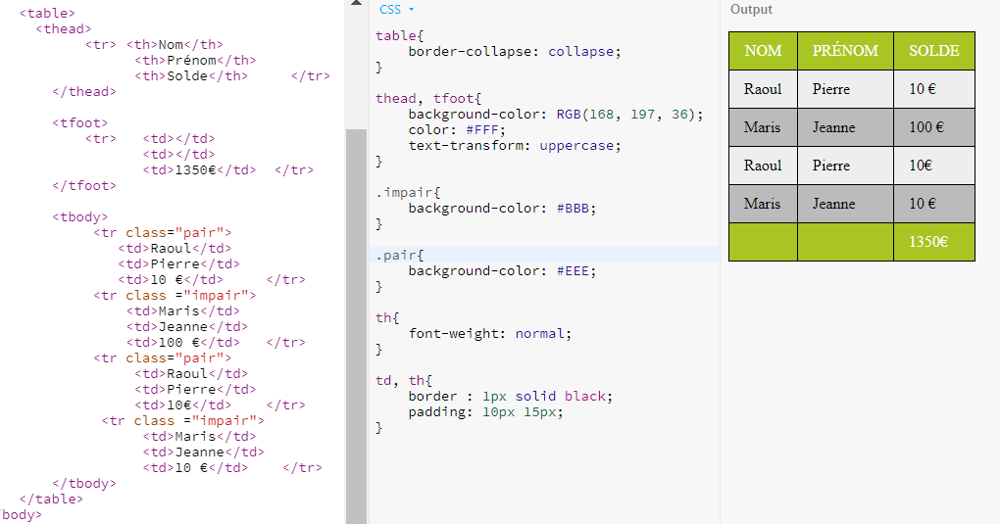 <table>
<thead>
<tr> <th>Nom</th>
<th>Prénom</th>
<th>Solde</th> </tr>
</thead>
<tfoot>
<tr> <td></td>
<td></td>
<td>1350€</td> </tr>
</tfoot>
<tbody>
<tr class="pair">
<td>Raoul</td>
<td>Pierre</td>
<td>10 €</td> </tr>
<tr class ="impair">
<td>Maris</td>
<td>Jeanne</td>
<td>100 €</td> </tr>
<tr class="pair">
<td>Raoul</td>
<td>Pierre</td>
<td>10€</td> </tr>
<tr class ="impair">
<td>Maris</td>
<td>Jeanne</td>
<td>10 €</td> </tr>
</tbody>
</table>
body>
CSS
table{
border-collapse: collapse;
}
thead, tfoot{
background-color: RGB(168, 197, 36);
color: #FFF;
text-transform: uppercase;
}
.impair{
background-color: #BBB;
}
.pair{
background-color: #EEE;
}
th{
font-weight: normal;
}
td, th{
border : 1px solid black;
padding: 10px 15px;
}
Output
NOM PRÉNOM SOLDE
Raoul Pierre 10 €
Maris Jeanne 100 €
Raoul Pierre 10€
Maris Jeanne 10 €
1350€